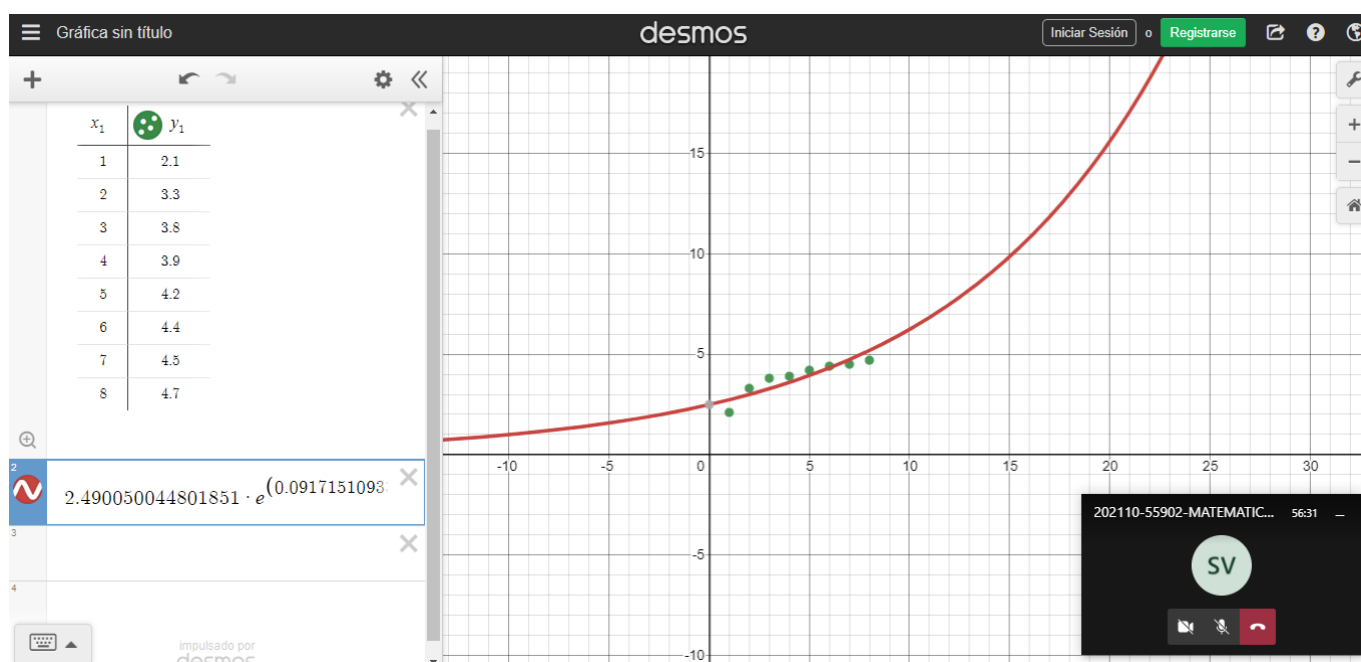 Gráfica sin título
desmos
Iniciar Sesión o Registrarse
x₁ y₁
1 2.1
2 3.3
3 3.8
4 3.9
5 4.2
6 4.4
7 4.5
8 4.7
2
2.490050044801851 · e^(0.091715109
3
4
impulsado por
desmos
15
10
5
-10 -5 0 5 10 15 20 25 30
-5
-10
202110-55902-MATEMATIC... 56:31
SV